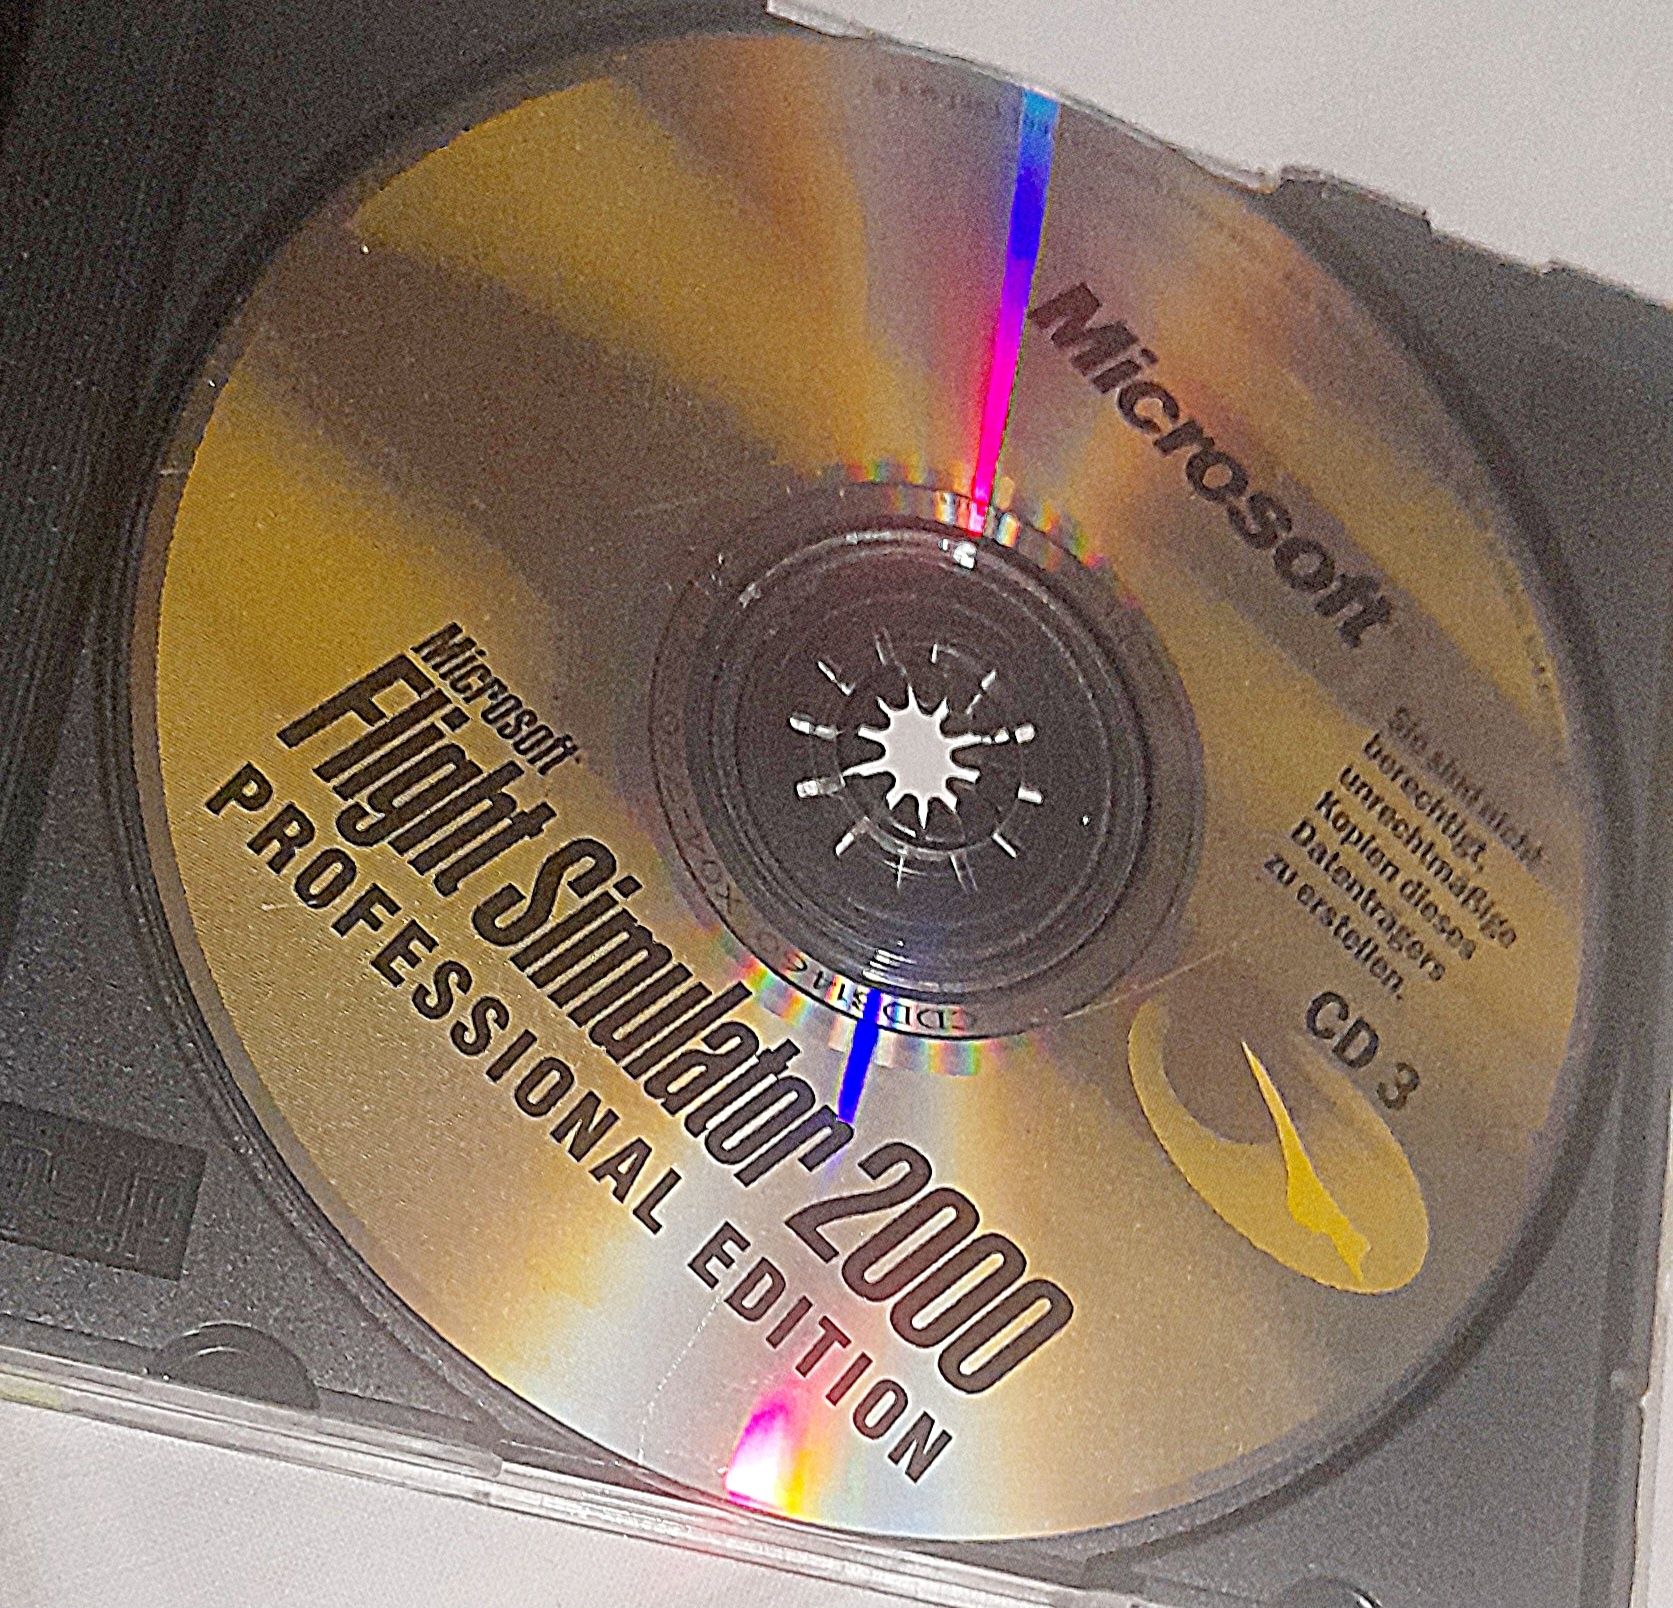 Microsoft
Sie sind nicht
berechtigt,
unrechtmäßige
Kopien dieses
Datenträgers
zu erstellen.
CD 3
Microsoft
Flight Simulator 2000
PROFESSIONAL EDITION